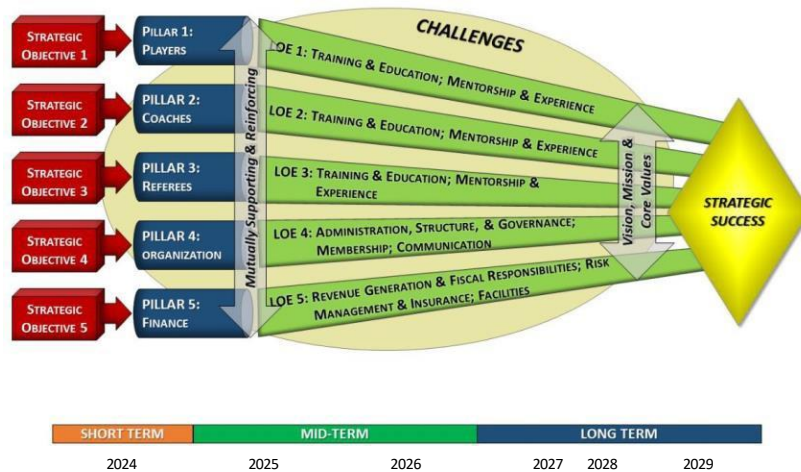 CHALLENGES
STRATEGIC
OBJECTIVE 1
PILLAR 1:
PLAYERS
LOE 1: TRAINING & EDUCATION; MENTORSHIP & EXPERIENCE
STRATEGIC
OBJECTIVE 2
PILLAR 2:
COACHES
LOE 2: TRAINING & EDUCATION; MENTORSHIP & EXPERIENCE
STRATEGIC
OBJECTIVE 3
PILLAR 3:
REFEREES
LOE 3: TRAINING & EDUCATION; MENTORSHIP &
EXPERIENCE
STRATEGIC
OBJECTIVE 4
PILLAR 4:
ORGANIZATION
LOE 4: ADMINISTRATION, STRUCTURE, & GOVERNANCE;
MEMBERSHIP; COMMUNICATION
STRATEGIC
OBJECTIVE 5
PILLAR 5:
FINANCE
LOE 5: REVENUE GENERATION & FISCAL RESPONSIBILITIES; RISK
MANAGEMENT & INSURANCE; FACILITIES
Mutually Supporting & Reinforcing
Vision, Mission &
Core Values
STRATEGIC
SUCCESS
SHORT TERM
MID-TERM
LONG TERM
2024
2025
2026
2027
2028
2029